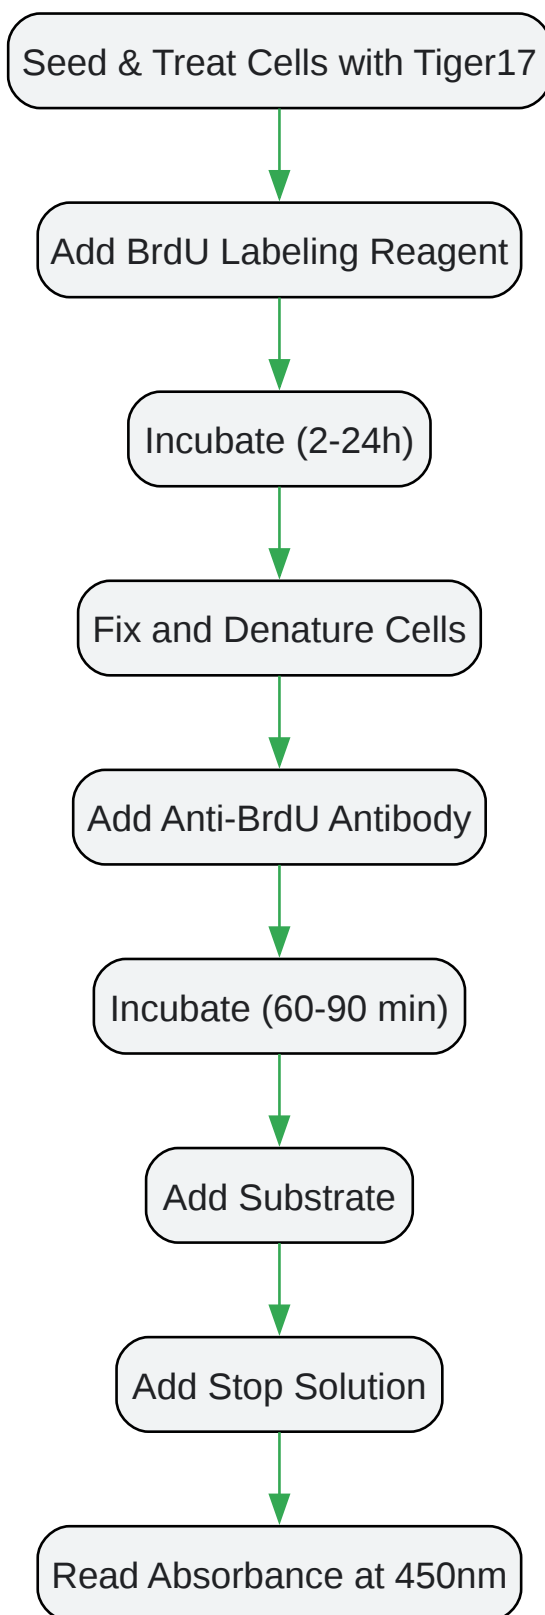 Seed & Treat Cells with Tiger17
Add BrdU Labeling Reagent
Incubate (2-24h)
Fix and Denature Cells
Add Anti-BrdU Antibody
Incubate (60-90 min)
Add Substrate
Add Stop Solution
Read Absorbance at 450nm